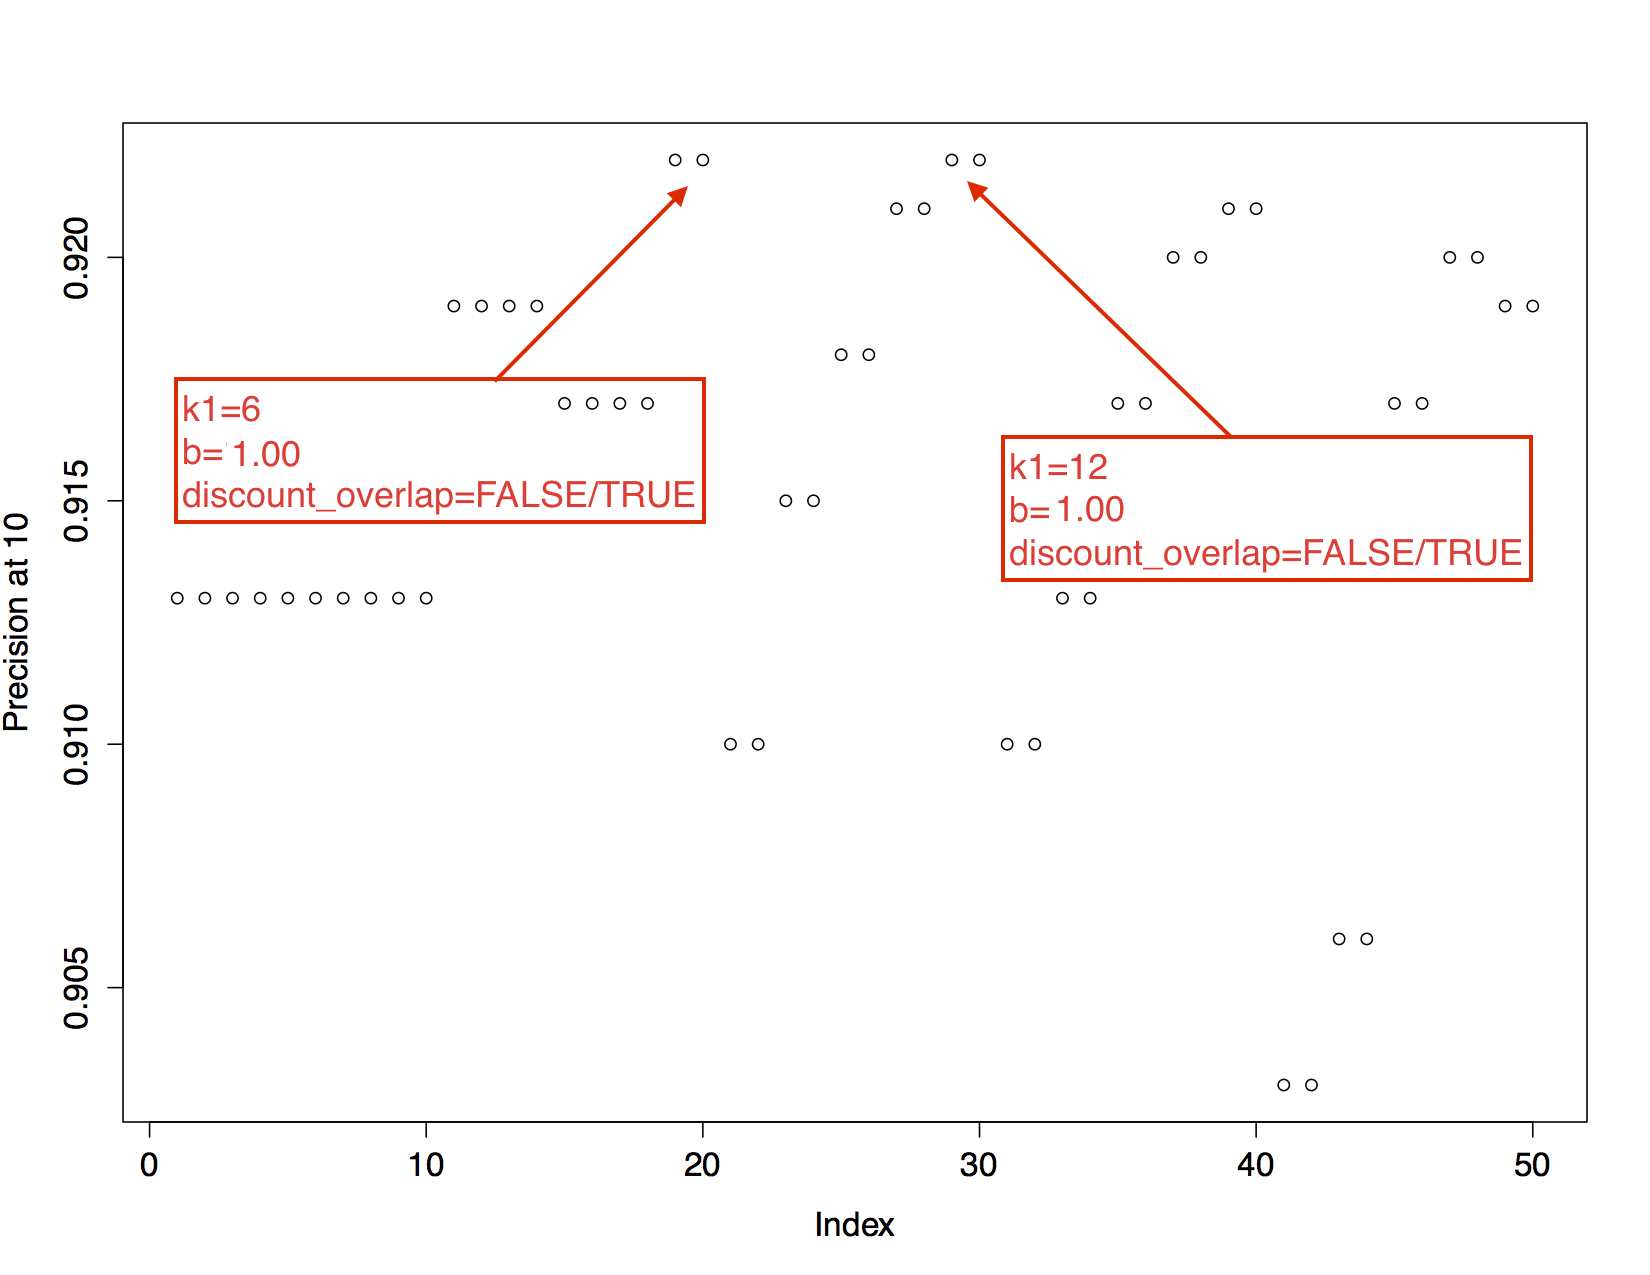 0.920
0.915
0.910
0.905
Precision at 10
k1=6
b= 1.00
discount_overlap=FALSE/TRUE
k1=12
b=1.00
discount_overlap=FALSE/TRUE
0 10 20 30 40 50
Index